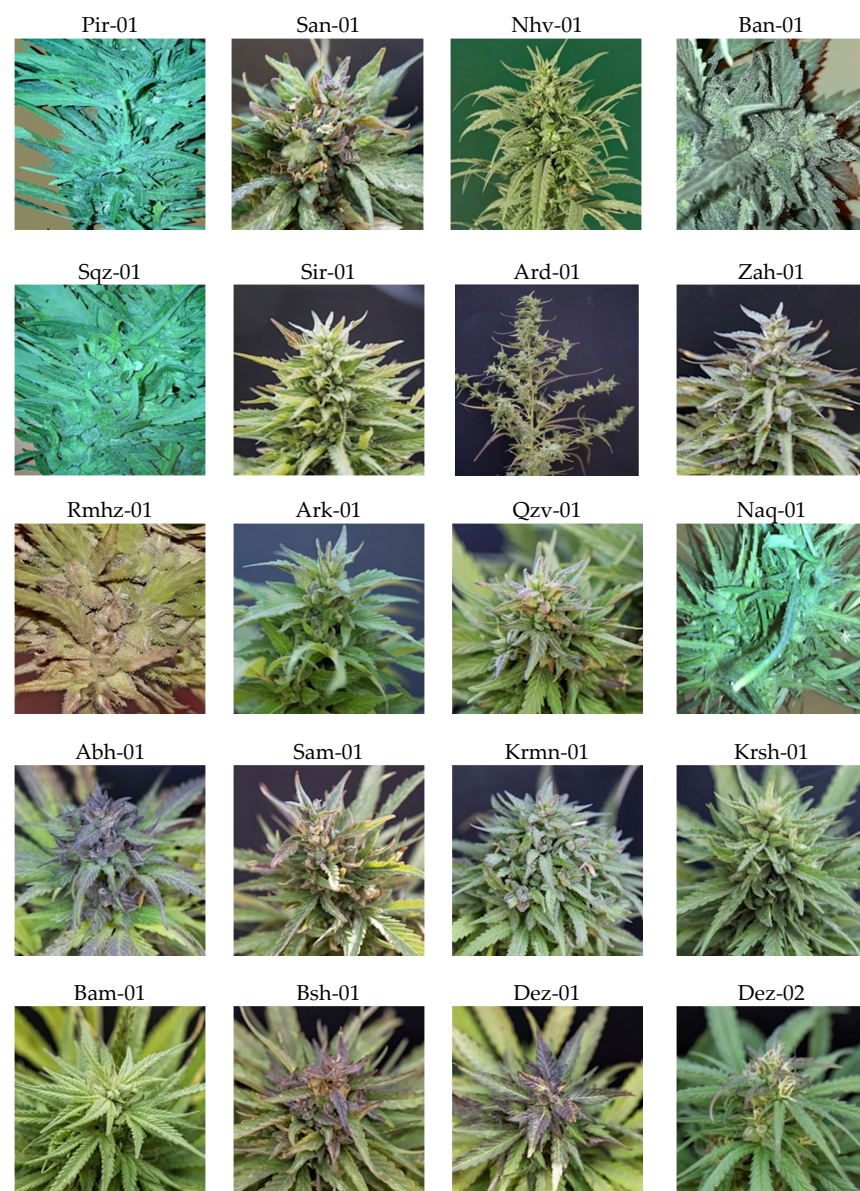 Pir-01 San-01 Nhv-01 Ban-01
Sqz-01 Sir-01 Ard-01 Zah-01
Rmhz-01 Ark-01 Qzv-01 Naq-01
Abh-01 Sam-01 Krmn-01 Krsh-01
Bam-01 Bsh-01 Dez-01 Dez-02